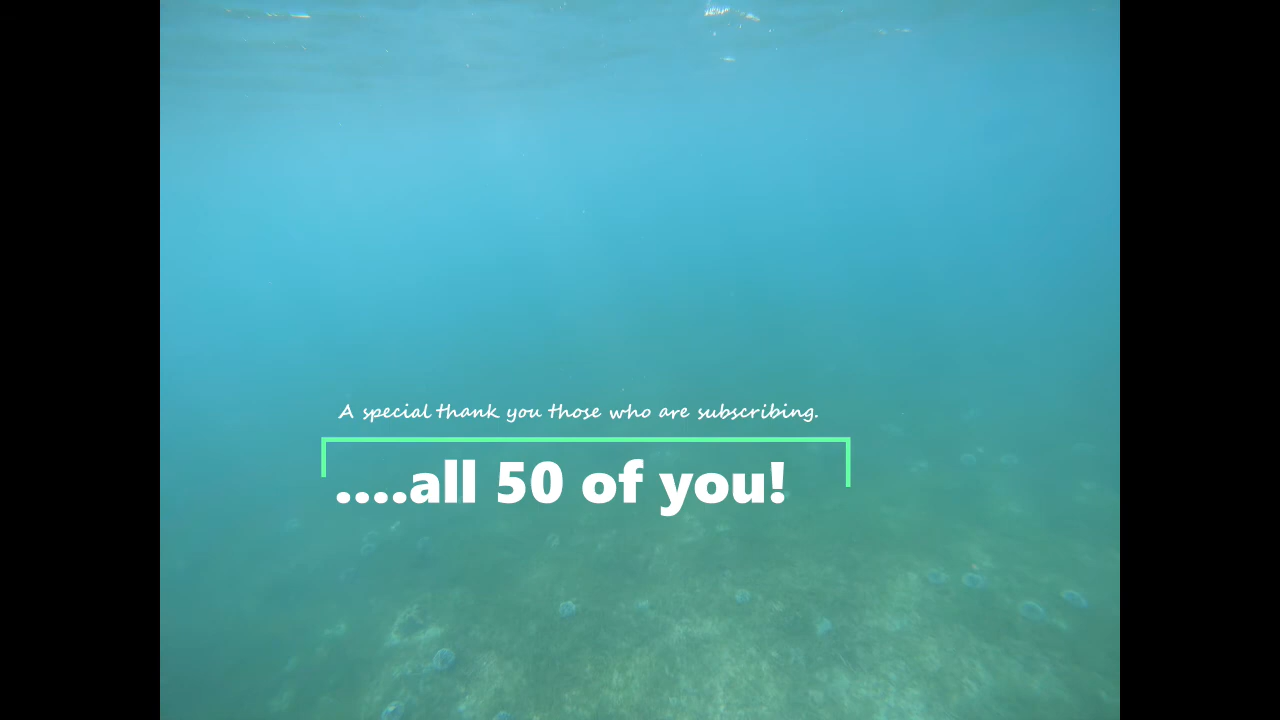 A special thank you those who are subscribing.
....all 50 of you!